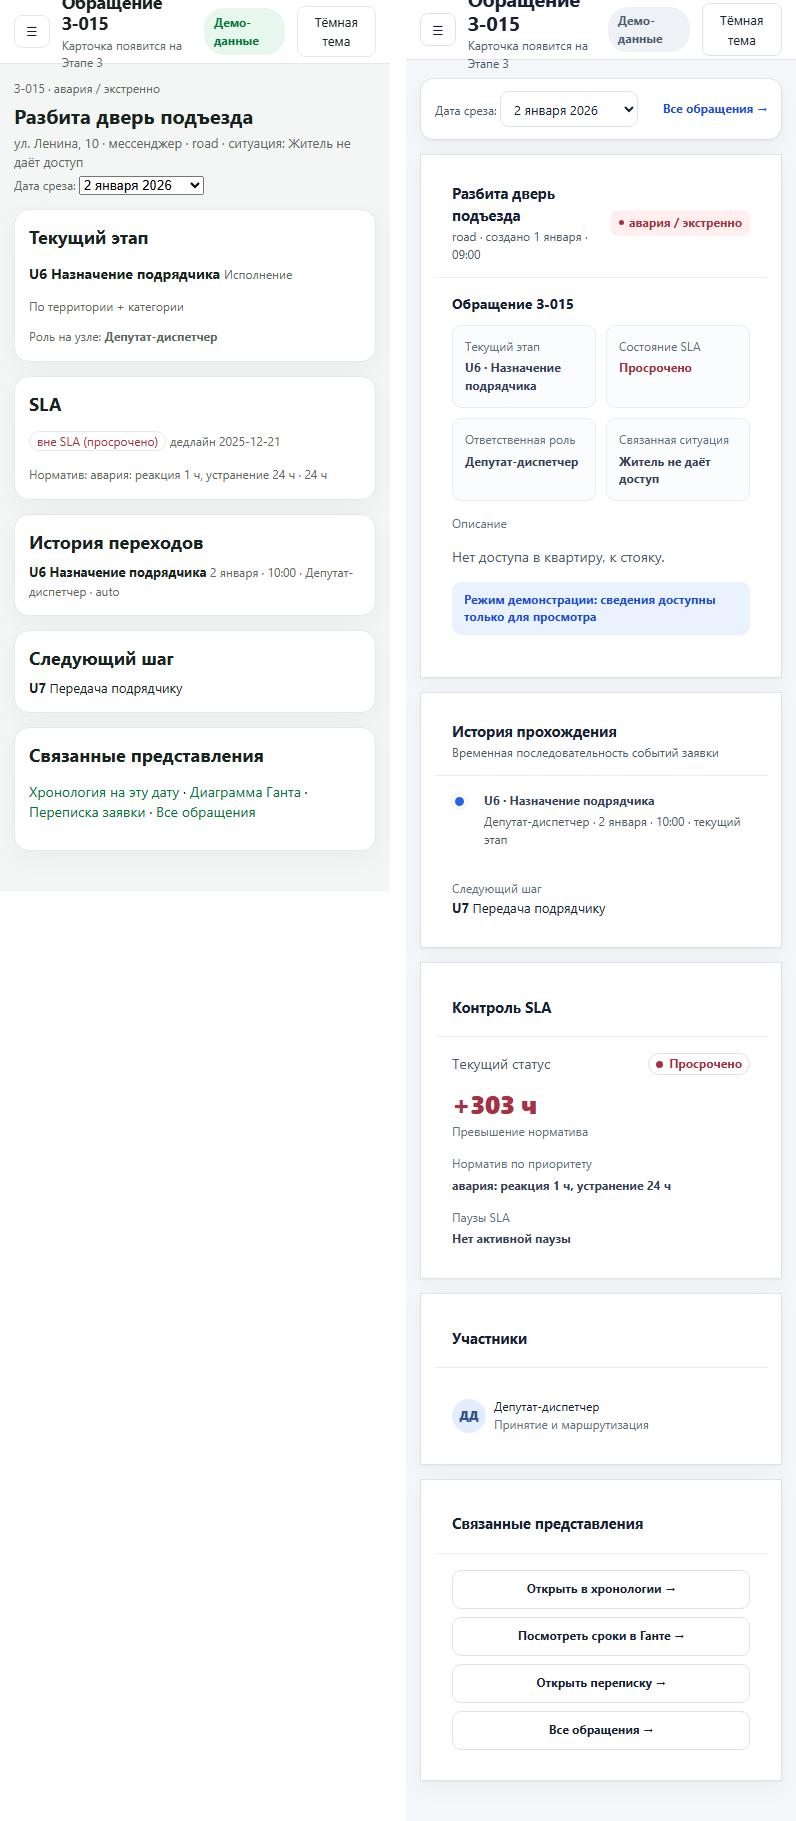 ☰
Обращение
3-015
Карточка появится на
Этапе 3
Демо-
данные
Тёмная
тема
3-015 · авария / экстренно
Разбита дверь подъезда
ул. Ленина, 10 · мессенджер · road · ситуация: Житель не
даёт доступ
Дата среза: 2 января 2026
Текущий этап
U6 Назначение подрядчика Исполнение
По территории + категории
Роль на узле: Депутат-диспетчер
SLA
вне SLA (просрочено) дедлайн 2025-12-21
Норматив: авария: реакция 1 ч, устранение 24 ч · 24 ч
История переходов
U6 Назначение подрядчика 2 января · 10:00 · Депутат-
диспетчер · auto
Следующий шаг
U7 Передача подрядчику
Связанные представления
Хронология на эту дату · Диаграмма Ганта ·
Переписка заявки · Все обращения
☰
Обращение
3-015
Карточка появится на
Этапе 3
Демо-
данные
Тёмная
тема
Дата среза: 2 января 2026
Все обращения →
Разбита дверь
подъезда
road · создано 1 января ·
09:00
авария / экстренно
Обращение 3-015
Текущий этап
U6 · Назначение
подрядчика
Состояние SLA
Просрочено
Ответственная роль
Депутат-диспетчер
Связанная ситуация
Житель не даёт
доступ
Описание
Нет доступа в квартиру, к стояку.
Режим демонстрации: сведения доступны
только для просмотра
История прохождения
Временная последовательность событий заявки
U6 · Назначение подрядчика
Депутат-диспетчер · 2 января · 10:00 · текущий
этап
Следующий шаг
U7 Передача подрядчику
Контроль SLA
Текущий статус
Просрочено
+303 ч
Превышение норматива
Норматив по приоритету
авария: реакция 1 ч, устранение 24 ч
Паузы SLA
Нет активной паузы
Участники
ДД
Депутат-диспетчер
Принятие и маршрутизация
Связанные представления
Открыть в хронологии →
Посмотреть сроки в Ганте →
Открыть переписку →
Все обращения →